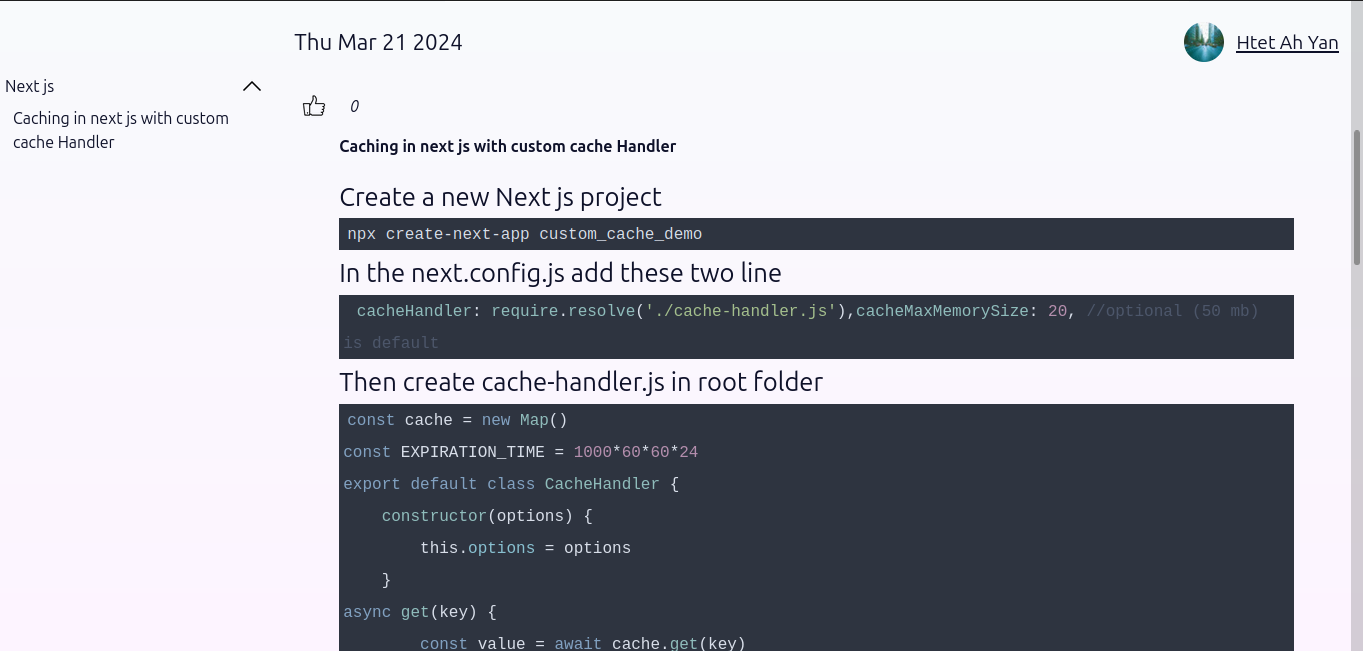 Thu Mar 21 2024
Htet Ah Yan
Next js
Caching in next js with custom
cache Handler
0
Caching in next js with custom cache Handler
Create a new Next js project
npx create-next-app custom_cache_demo
In the next.config.js add these two line
cacheHandler: require.resolve('./cache-handler.js'),cacheMaxMemorySize: 20, //optional (50 mb)
is default
Then create cache-handler.js in root folder
const cache = new Map()
const EXPIRATION_TIME = 1000*60*60*24
export default class CacheHandler {
    constructor(options) {
        this.options = options
    }
async get(key) {
        const value = await cache.get(key)